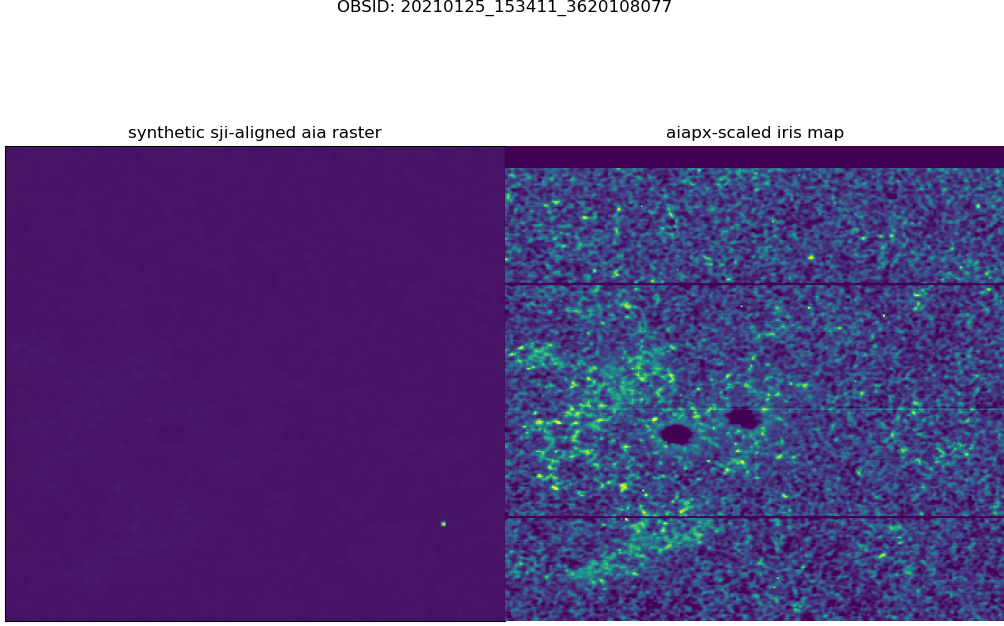 OBSID: 20210125_153411_3620108077
synthetic sji-aligned aia raster
aiapx-scaled iris map